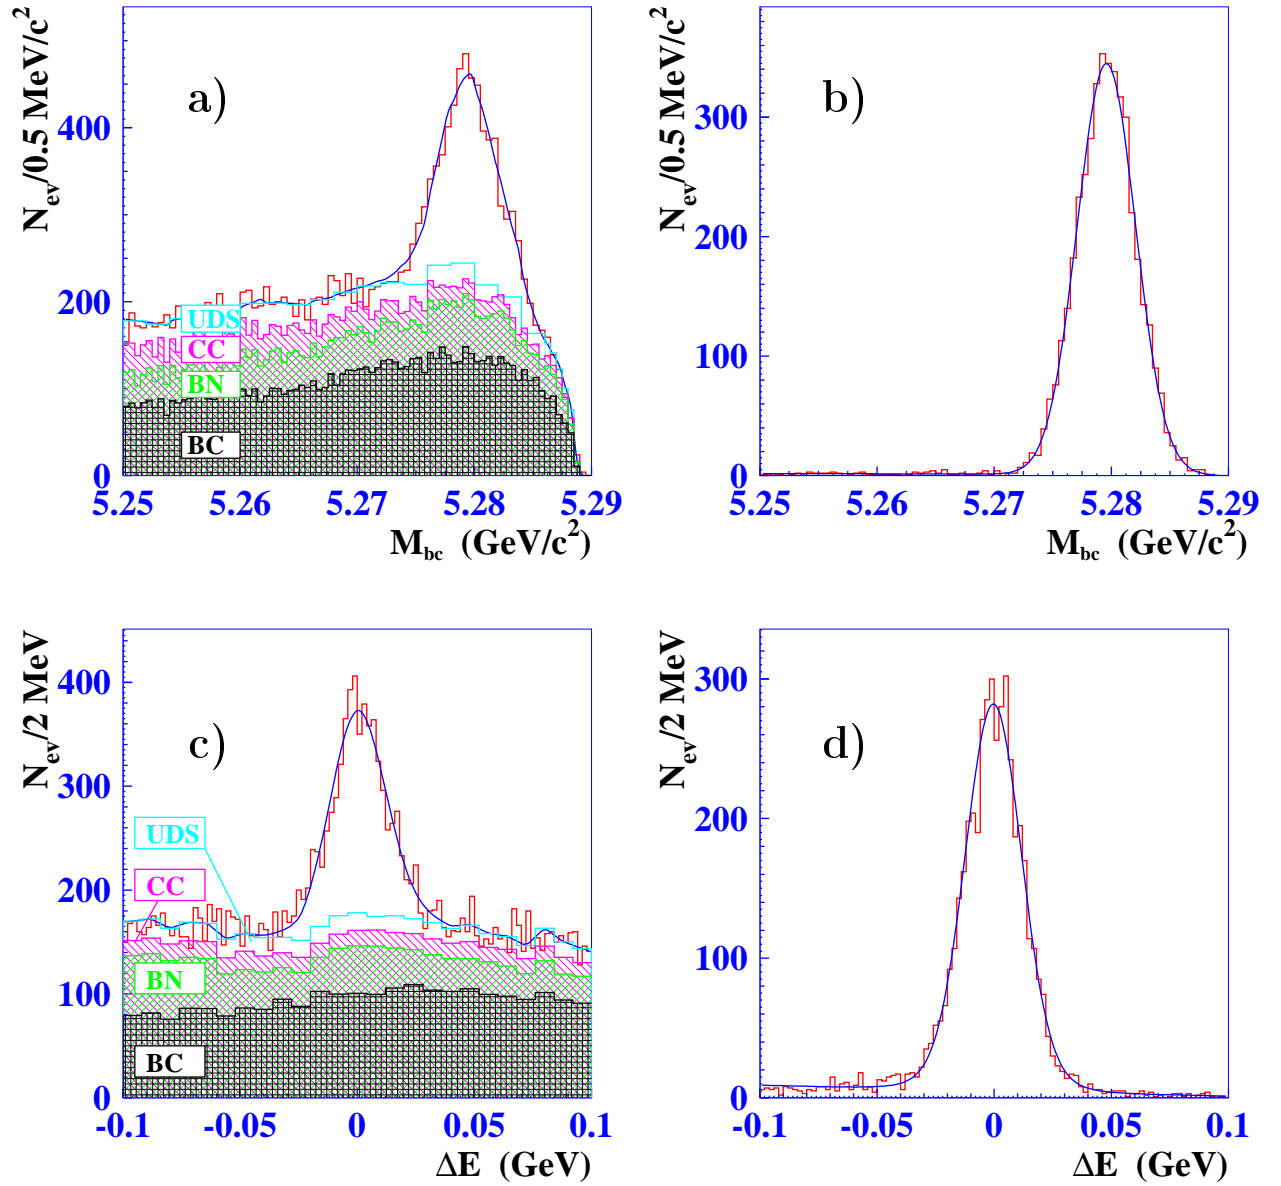 N_ev/0.5 MeV/c^2
a)
400
200
0
UDS
CC
BN
BC
5.25 5.26 5.27 5.28 5.29
M_bc (GeV/c^2)
N_ev/0.5 MeV/c^2
b)
300
200
100
0
5.25 5.26 5.27 5.28 5.29
M_bc (GeV/c^2)
N_ev/2 MeV
c)
400
300
200
100
0
UDS
CC
BN
BC
-0.1 -0.05 0 0.05 0.1
ΔE (GeV)
N_ev/2 MeV
d)
300
200
100
0
-0.1 -0.05 0 0.05 0.1
ΔE (GeV)